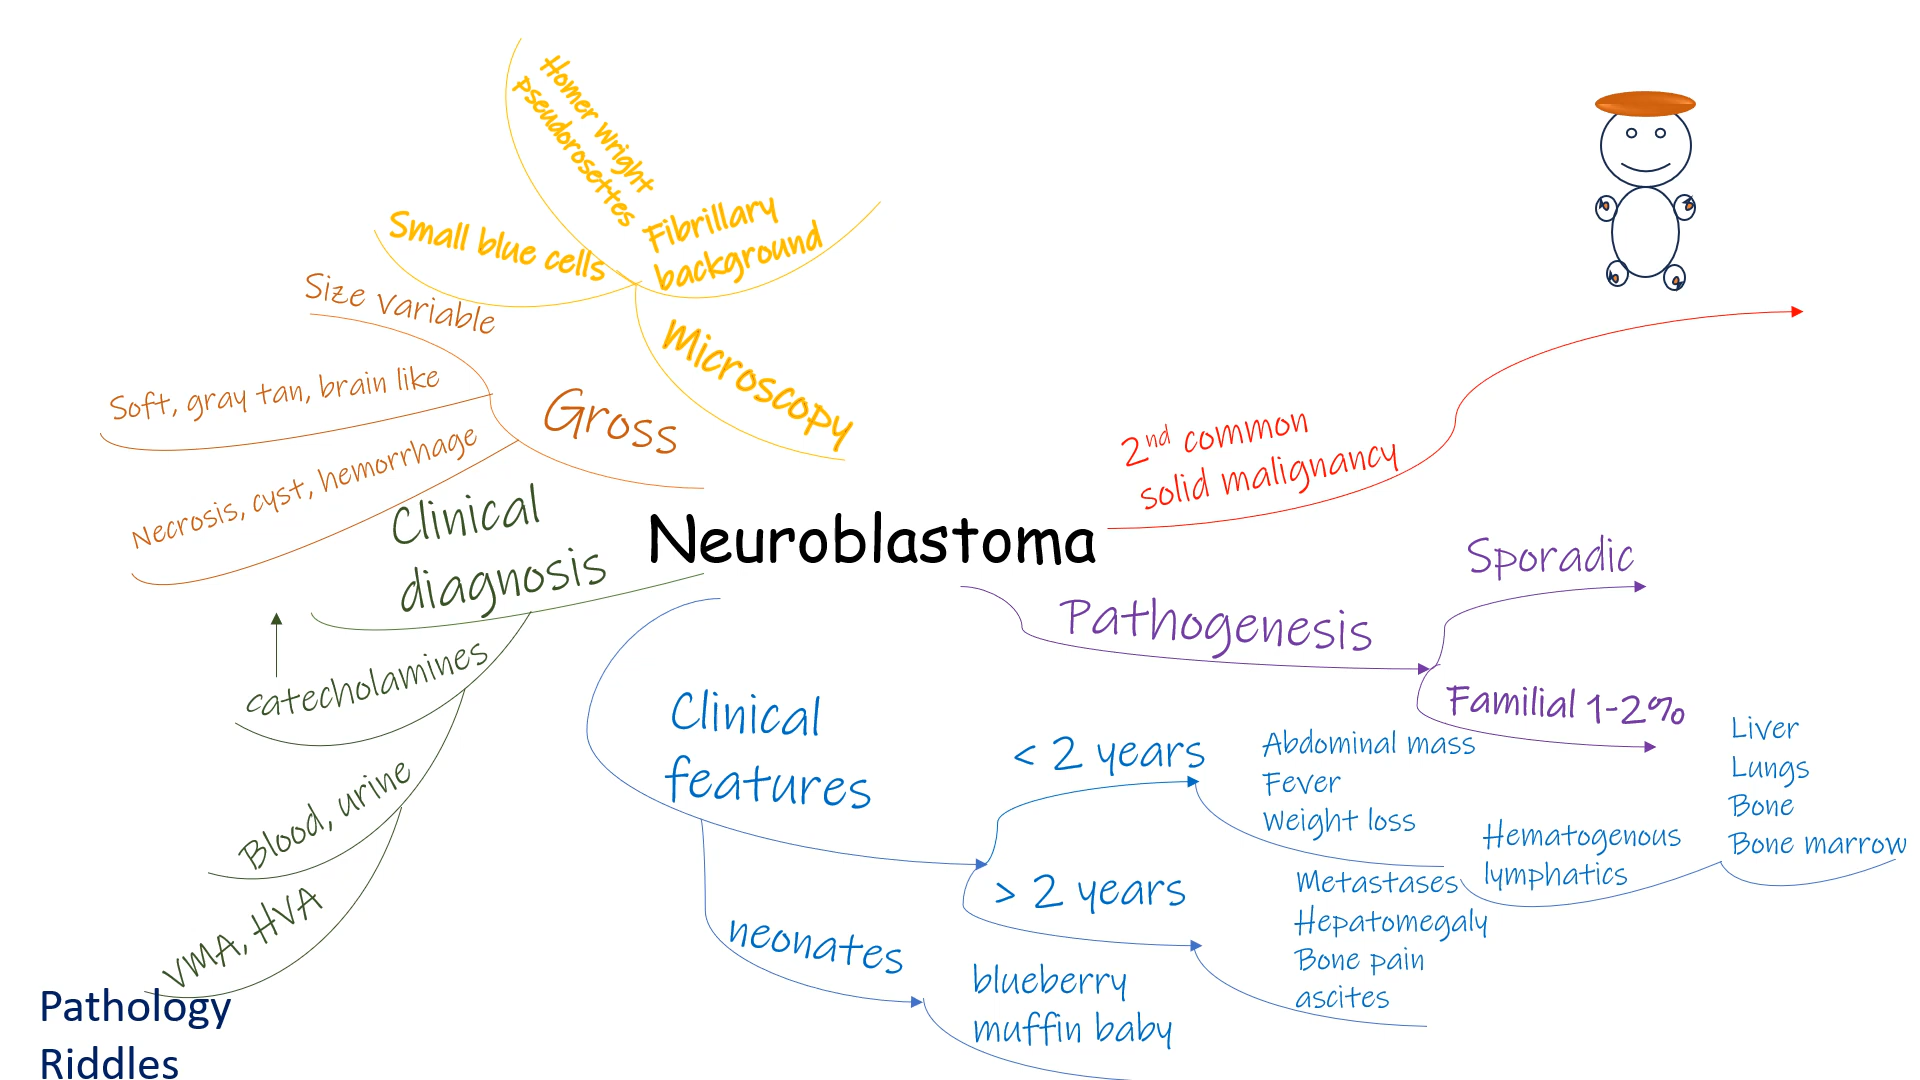 Homer Wright
pseudorosettes
Fibrillary
background
Small blue cells
Microscopy
Size variable
Soft, gray tan, brain like
Necrosis, cyst, hemorrhage
Gross
Neuroblastoma
2nd common
solid malignancy
Clinical
diagnosis
catecholamines
Blood, urine
VMA, HVA
Pathogenesis
Sporadic
Familial 1-2%
Clinical
features
< 2 years
Abdominal mass
Fever
Weight loss
> 2 years
Metastases
Hepatomegaly
Bone pain
ascites
Hematogenous
lymphatics
Liver
Lungs
Bone
Bone marrow
neonates
blueberry
muffin baby
Pathology
Riddles